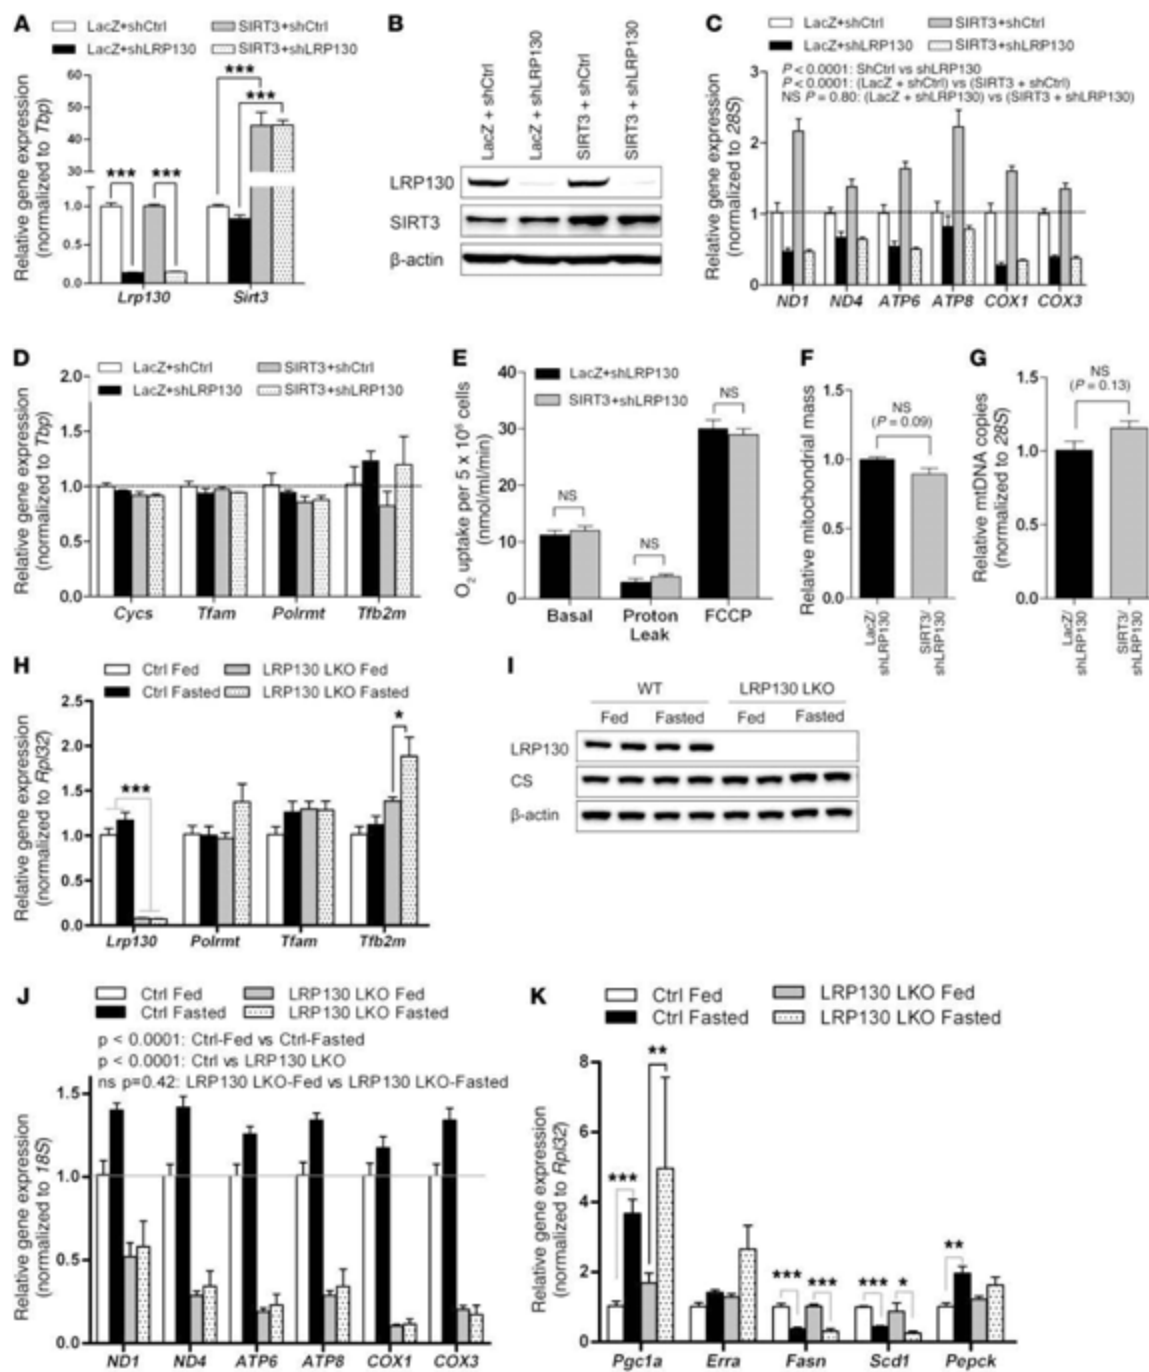 A
LacZ+shCtrl
SIRT3+shCtrl
LacZ+shLRP130
SIRT3+shLRP130
Relative gene expression
(normalized to Tbp)
60
45
30
1.0
0.5
0.0
***
***
***
***
Lrp130
Sirt3
B
LacZ + shCtrl
LacZ + shLRP130
SIRT3 + shCtrl
SIRT3 + shLRP130
LRP130
SIRT3
β-actin
C
LacZ+shCtrl
SIRT3+shCtrl
LacZ+shLRP130
SIRT3+shLRP130
P < 0.0001: ShCtrl vs shLRP130
P < 0.0001: (LacZ + shCtrl) vs (SIRT3 + shCtrl)
NS P = 0.80: (LacZ + shLRP130) vs (SIRT3 + shLRP130)
Relative gene expression
(normalized to 28S)
3
2
1
0
ND1
ND4
ATP6
ATP8
COX1
COX3
D
LacZ+shCtrl
SIRT3+shCtrl
LacZ+shLRP130
SIRT3+shLRP130
Relative gene expression
(normalized to Tbp)
2.0
1.5
1.0
0.5
0.0
Cycs
Tfam
Polrmt
Tfb2m
E
LacZ+shLRP130
SIRT3+shLRP130
O2 uptake per 5 x 10⁶ cells
(nmol/ml/min)
40
30
20
10
0
NS
NS
NS
Basal
Proton
Leak
FCCP
F
Relative mitochondrial mass
1.5
1.0
0.5
0.0
NS
(P = 0.09)
LacZ/
shLRP130
SIRT3/
shLRP130
G
Relative mtDNA copies
(normalized to 28S)
1.5
1.0
0.5
0.0
NS
(P = 0.13)
LacZ/
shLRP130
SIRT3/
shLRP130
H
Ctrl Fed
LRP130 LKO Fed
Ctrl Fasted
LRP130 LKO Fasted
Relative gene expression
(normalized to Rpl32)
2.5
2.0
1.5
1.0
0.5
0.0
***
*
Lrp130
Polrmt
Tfam
Tfb2m
I
WT
LRP130 LKO
Fed
Fasted
Fed
Fasted
LRP130
CS
β-actin
J
Ctrl Fed
LRP130 LKO Fed
Ctrl Fasted
LRP130 LKO Fasted
p < 0.0001: Ctrl-Fed vs Ctrl-Fasted
p < 0.0001: Ctrl vs LRP130 LKO
ns p=0.42: LRP130 LKO-Fed vs LRP130 LKO-Fasted
Relative gene expression
(normalized to 18S)
1.5
1.0
0.5
0.0
ND1
ND4
ATP6
ATP8
COX1
COX3
K
Ctrl Fed
LRP130 LKO Fed
Ctrl Fasted
LRP130 LKO Fasted
Relative gene expression
(normalized to Rpl32)
8
6
4
2
0
***
**
***
***
***
*
**
Pgc1a
Erra
Fasn
Scd1
Pepck